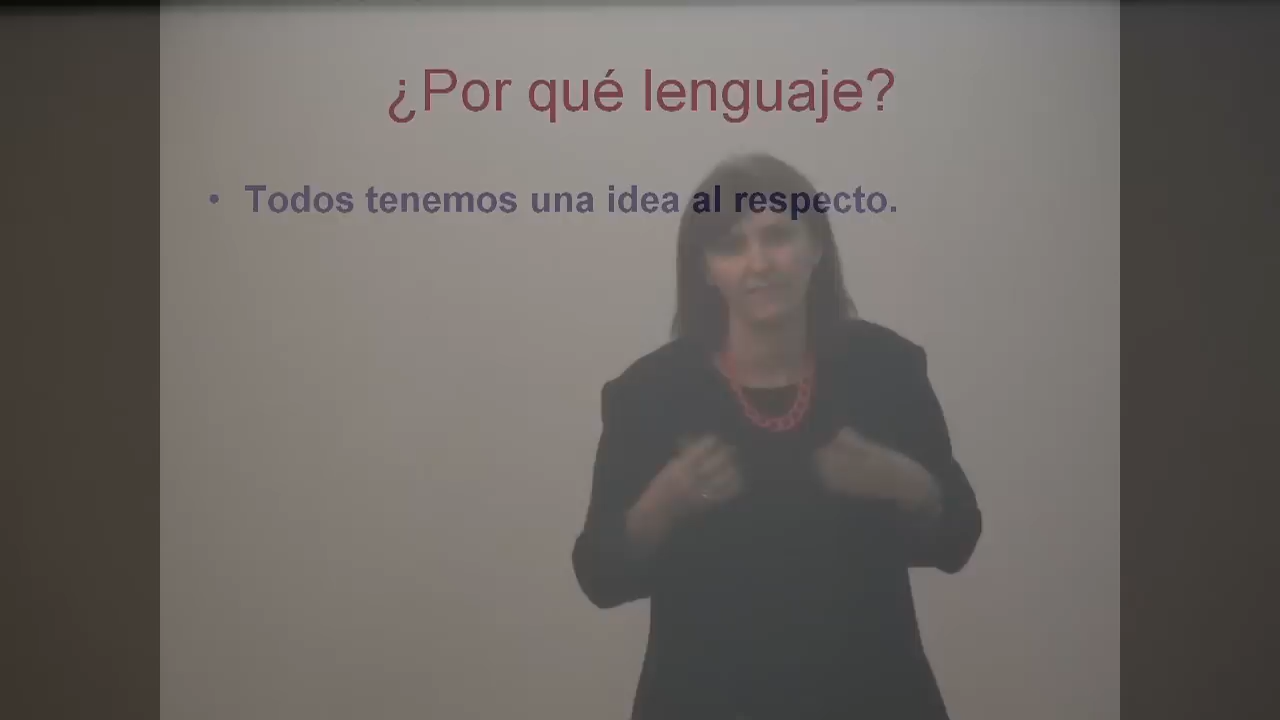 ¿Por qué lenguaje?
• Todos tenemos una idea al respecto.